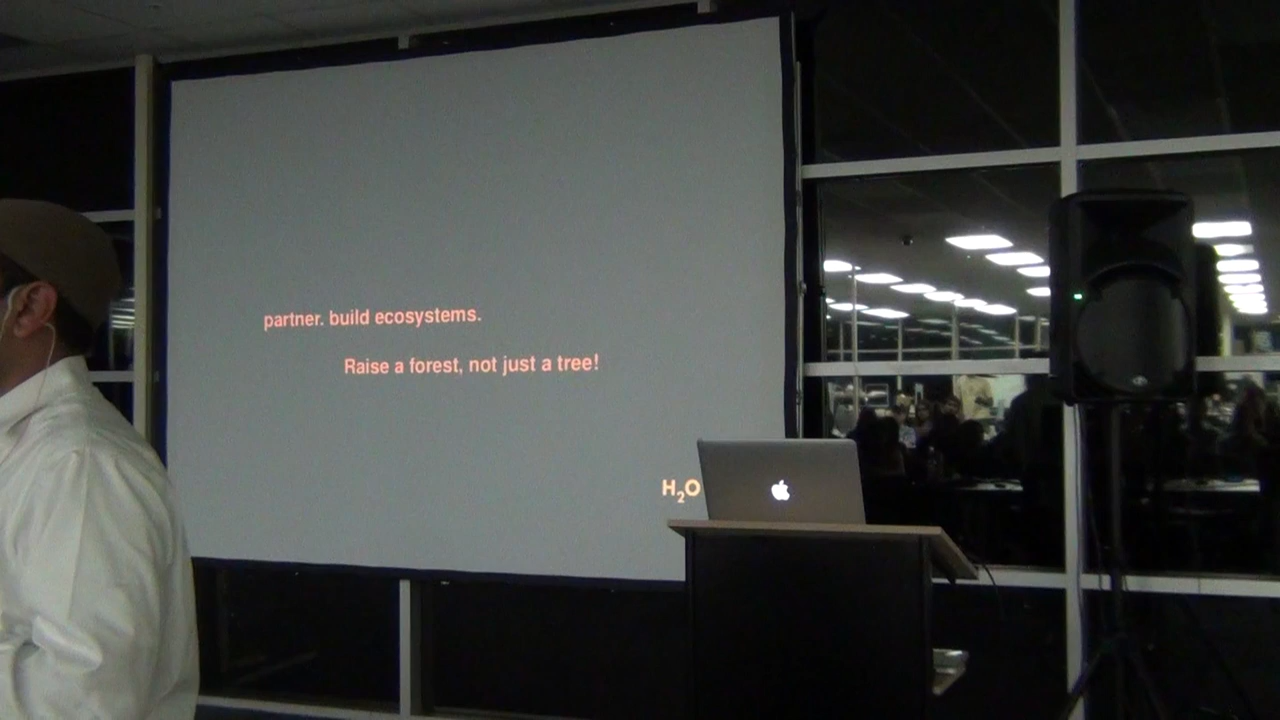 partner. build ecosystems.
Raise a forest, not just a tree!
H₂O